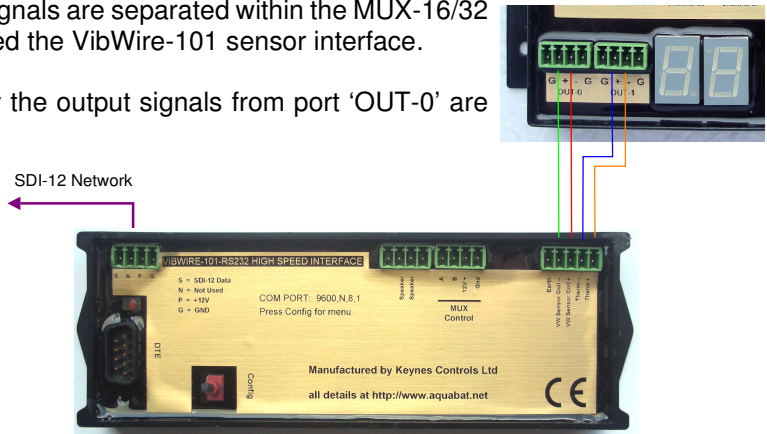 gnals are separated within the MUX-16/32
ed the VibWire-101 sensor interface.
the output signals from port ‘OUT-0’ are
G + - G G + - G
OUT-0 OUT-1
SDI-12 Network
VIBWIRE-101-RS232 HIGH SPEED INTERFACE
S N P G
S = SDI-12 Data
N = Not Used
P = +12V
G = GND
COM PORT: 9600,N,8,1
Press Config for menu
Speaker
Speaker
A
B
12V +
Gnd
MUX
Control
Earth
VW Sensor Coil -
VW Sensor Coil +
Therm -
Therm +
DTE
Config
Manufactured by Keynes Controls Ltd
all details at http://www.aquabat.net
CE